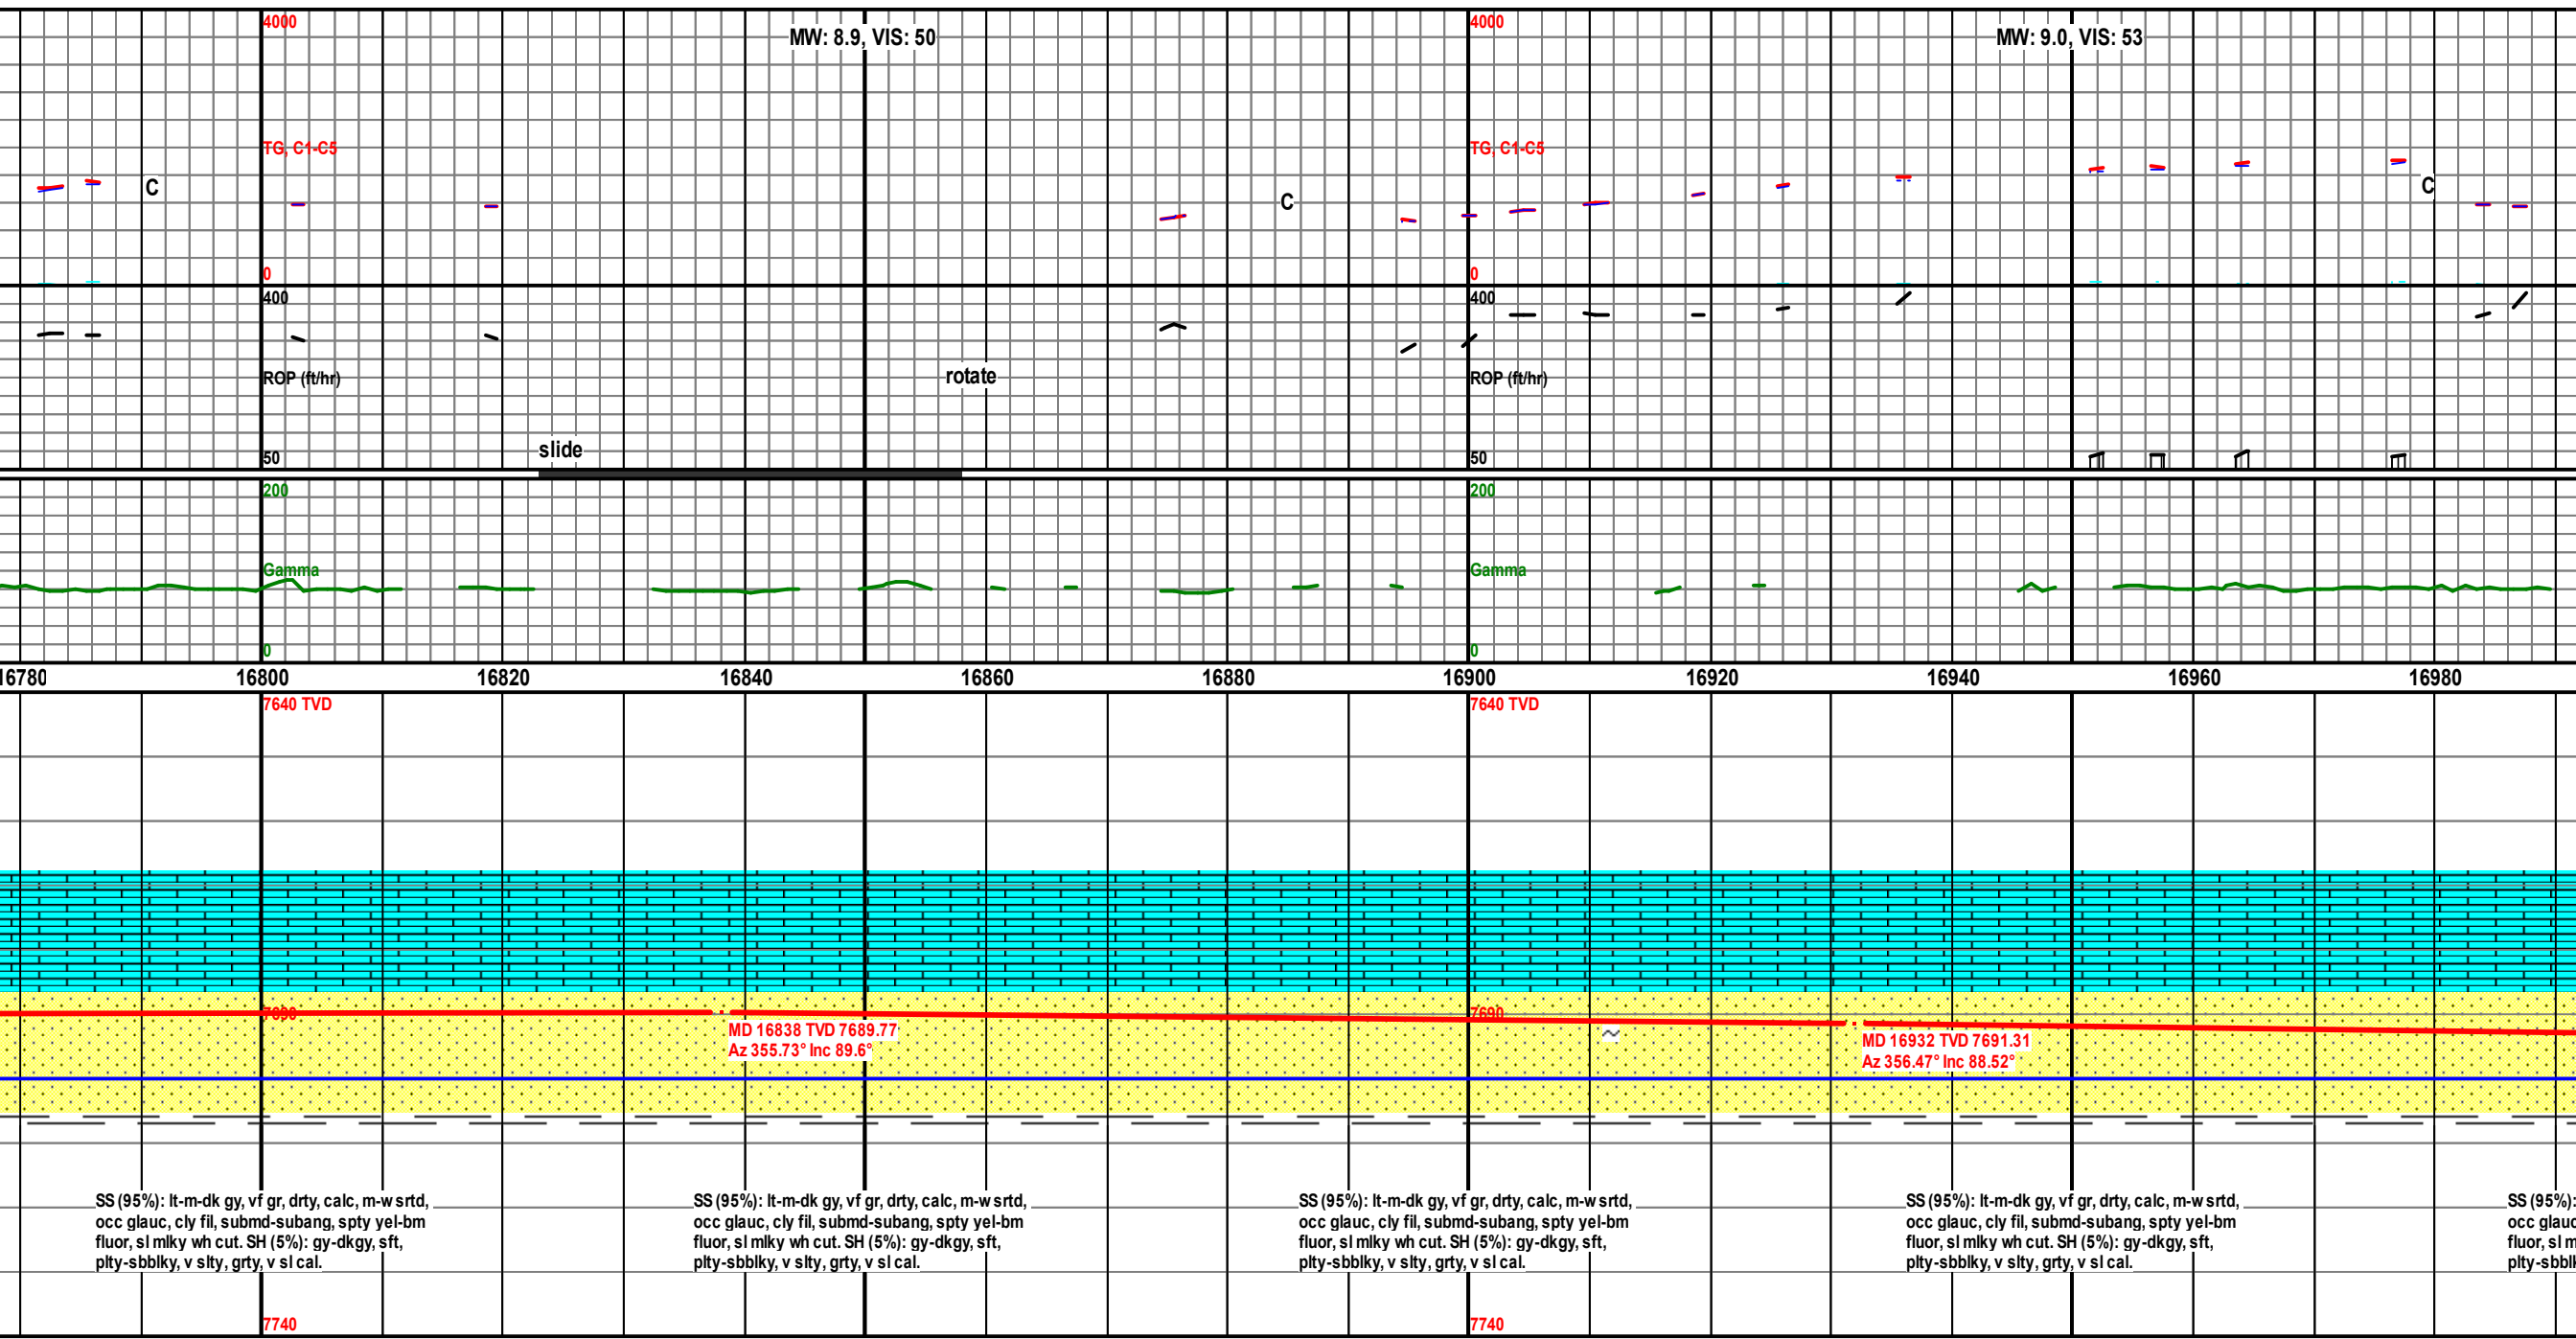 4000
MW: 8.9, VIS: 50
4000
MW: 9.0, VIS: 53
TG, C1-C5
TG, C1-C5
C
C
C
0
0
400
400
ROP (ft/hr)
rotate
ROP (ft/hr)
slide
50
50
200
200
Gamma
Gamma
0
0
16780 16800 16820 16840 16860 16880 16900 16920 16940 16960 16980
7640 TVD
7640 TVD
7690
7690
MD 16838 TVD 7689.77
Az 355.73° Inc 89.6°
MD 16932 TVD 7691.31
Az 356.47° Inc 88.52°
SS (95%): lt-m-dk gy, vf gr, drty, calc, m-w srtd,
occ glauc, cly fil, submd-subang, spty yel-bm
fluor, sl mlky wh cut. SH (5%): gy-dkgy, sft,
plty-sbblky, v slty, grty, v sl cal.
SS (95%): lt-m-dk gy, vf gr, drty, calc, m-w srtd,
occ glauc, cly fil, submd-subang, spty yel-bm
fluor, sl mlky wh cut. SH (5%): gy-dkgy, sft,
plty-sbblky, v slty, grty, v sl cal.
SS (95%): lt-m-dk gy, vf gr, drty, calc, m-w srtd,
occ glauc, cly fil, submd-subang, spty yel-bm
fluor, sl mlky wh cut. SH (5%): gy-dkgy, sft,
plty-sbblky, v slty, grty, v sl cal.
SS (95%): lt-m-dk gy, vf gr, drty, calc, m-w srtd,
occ glauc, cly fil, submd-subang, spty yel-bm
fluor, sl mlky wh cut. SH (5%): gy-dkgy, sft,
plty-sbblky, v slty, grty, v sl cal.
SS (95%):
occ glauc
fluor, sl m
plty-sbbl
7740
7740